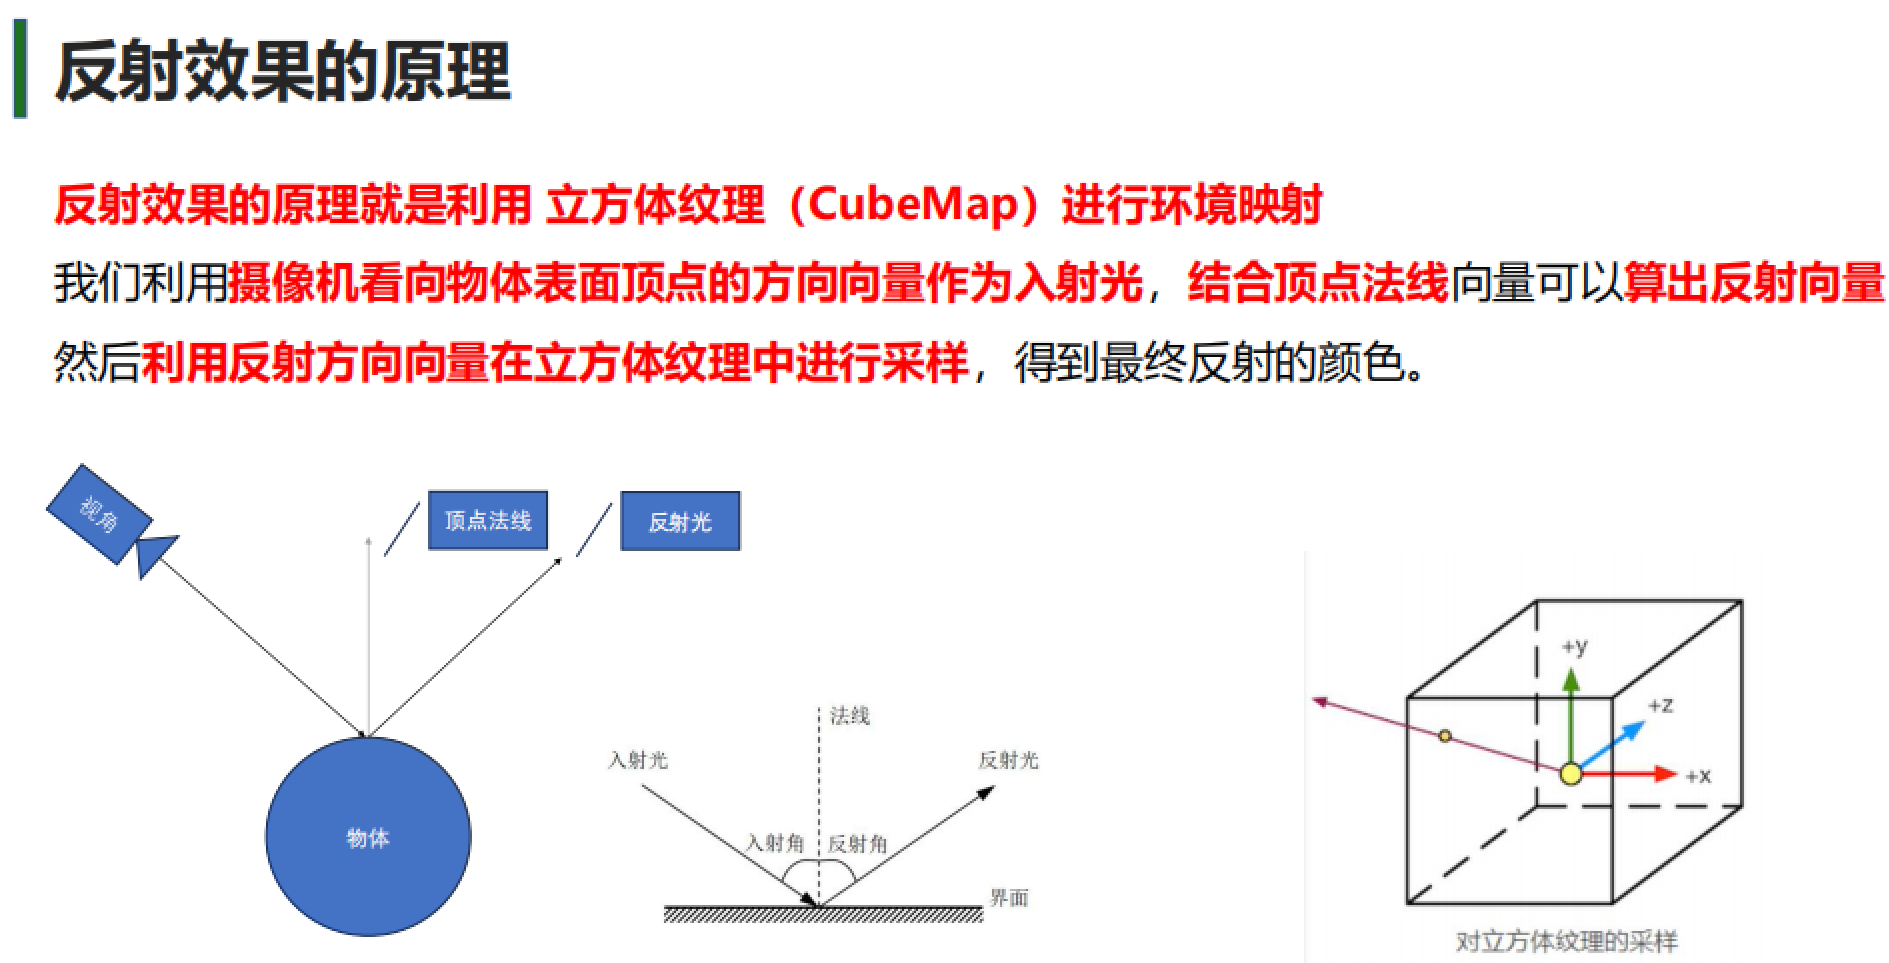 反射效果的原理
反射效果的原理就是利用 立方体纹理（CubeMap）进行环境映射
我们利用摄像机看向物体表面顶点的方向向量作为入射光，结合顶点法线向量可以算出反射向量
然后利用反射方向向量在立方体纹理中进行采样，得到最终反射的颜色。
视角
顶点法线
反射光
物体
法线
入射光
反射光
入射角
反射角
界面
+y
+z
+x
对立方体纹理的采样